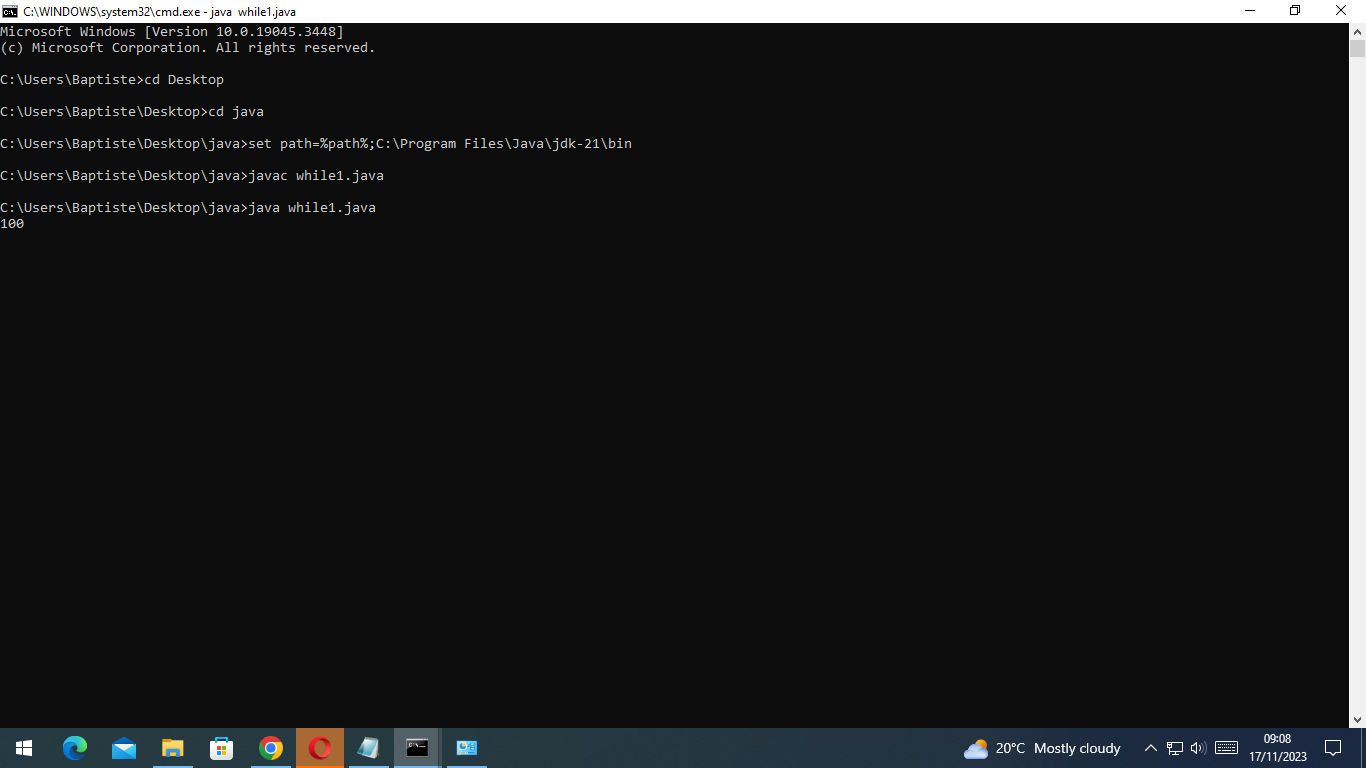 C:\WINDOWS\system32\cmd.exe - java  while1.java
Microsoft Windows [Version 10.0.19045.3448]
(c) Microsoft Corporation. All rights reserved.
C:\Users\Baptiste>cd Desktop
C:\Users\Baptiste\Desktop>cd java
C:\Users\Baptiste\Desktop\java>set path=%path%;C:\Program Files\Java\jdk-21\bin
C:\Users\Baptiste\Desktop\java>javac while1.java
C:\Users\Baptiste\Desktop\java>java while1.java
100
20°C Mostly cloudy
09:08
17/11/2023